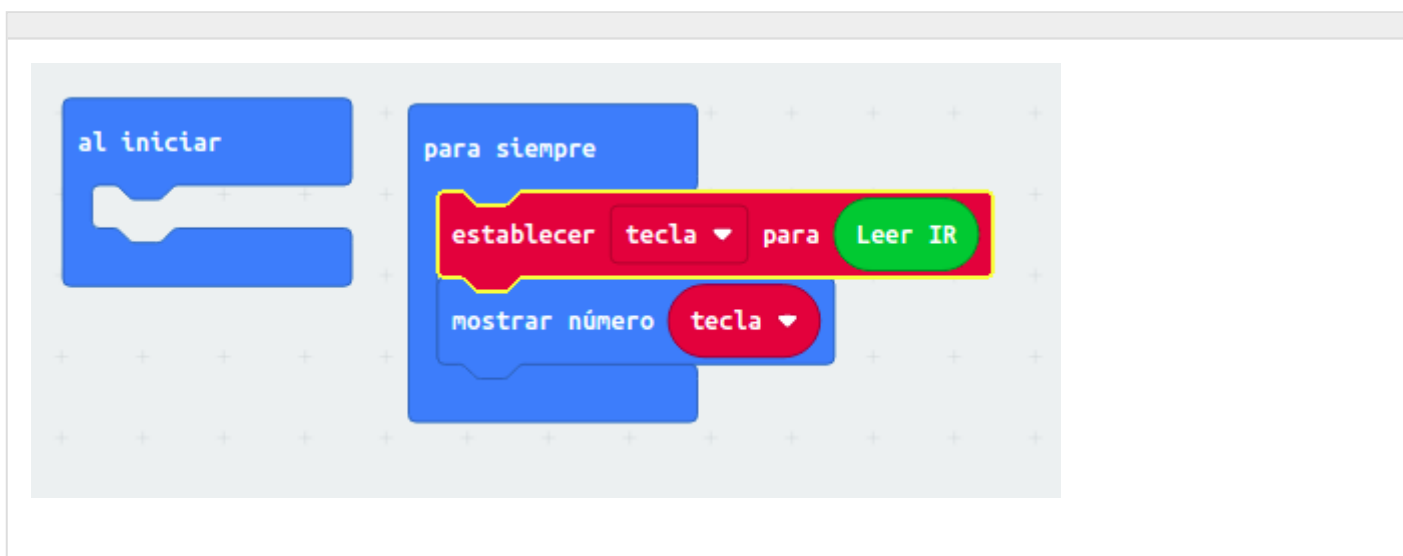 al iniciar
para siempre
establecer tecla para Leer IR
mostrar número tecla